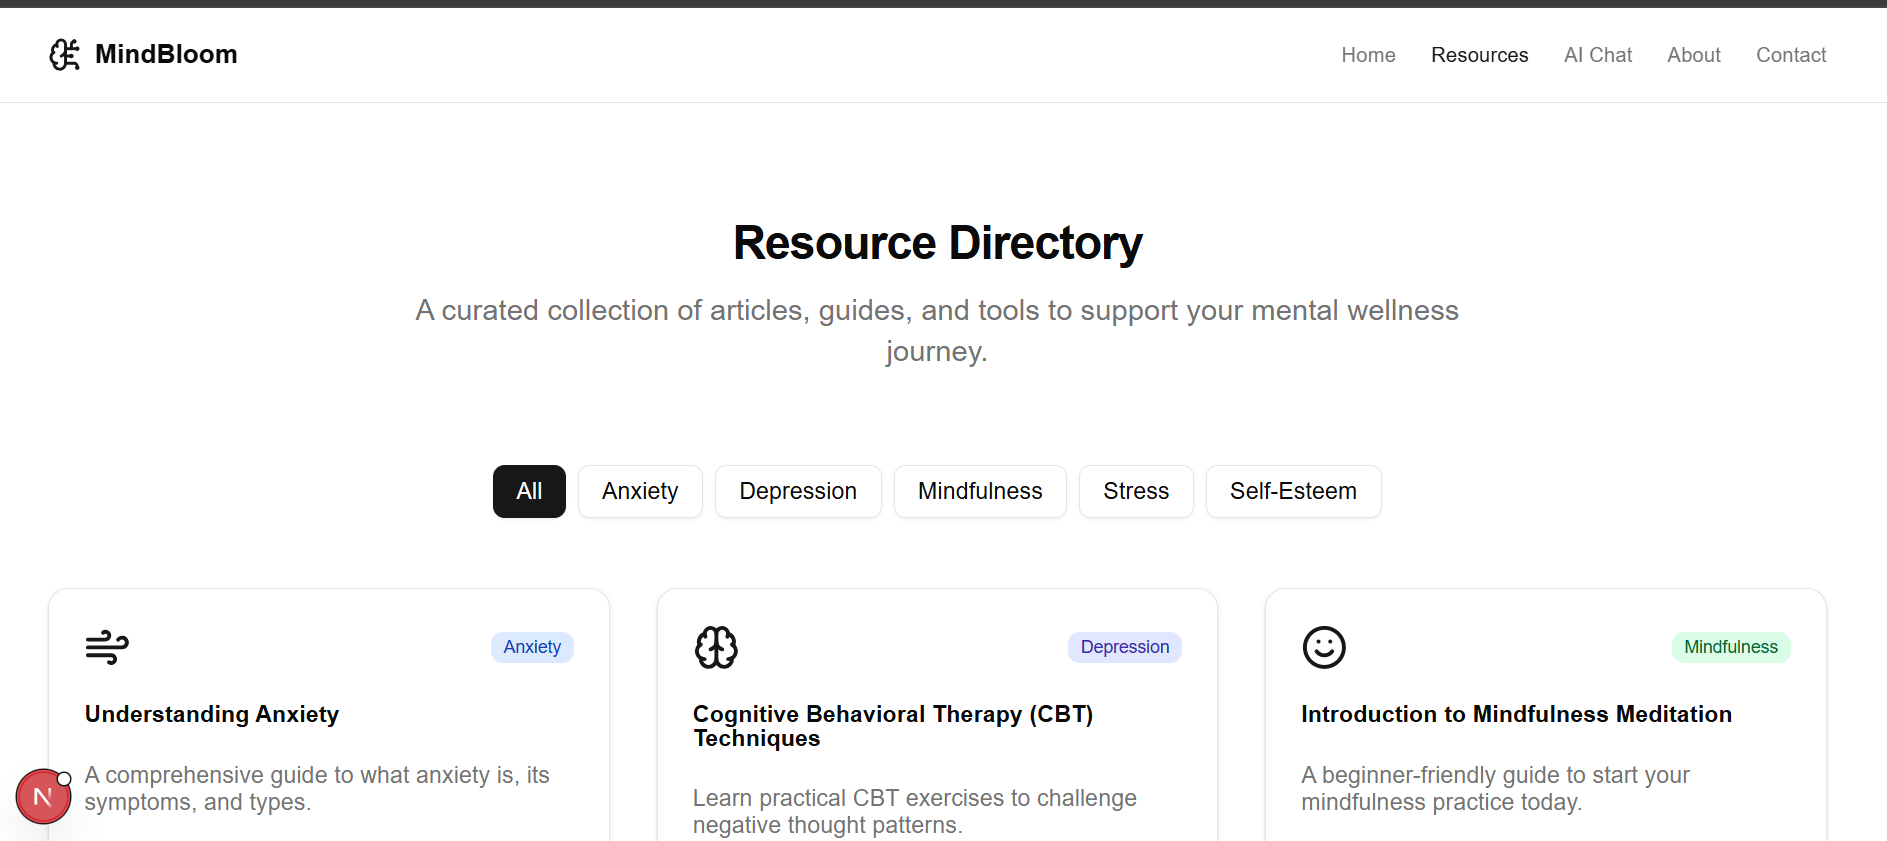 MindBloom
Home
Resources
AI Chat
About
Contact
Resource Directory
A curated collection of articles, guides, and tools to support your mental wellness
journey.
All
Anxiety
Depression
Mindfulness
Stress
Self-Esteem
Anxiety
Understanding Anxiety
A comprehensive guide to what anxiety is, its
symptoms, and types.
Depression
Cognitive Behavioral Therapy (CBT)
Techniques
Learn practical CBT exercises to challenge
negative thought patterns.
Mindfulness
Introduction to Mindfulness Meditation
A beginner-friendly guide to start your
mindfulness practice today.
N